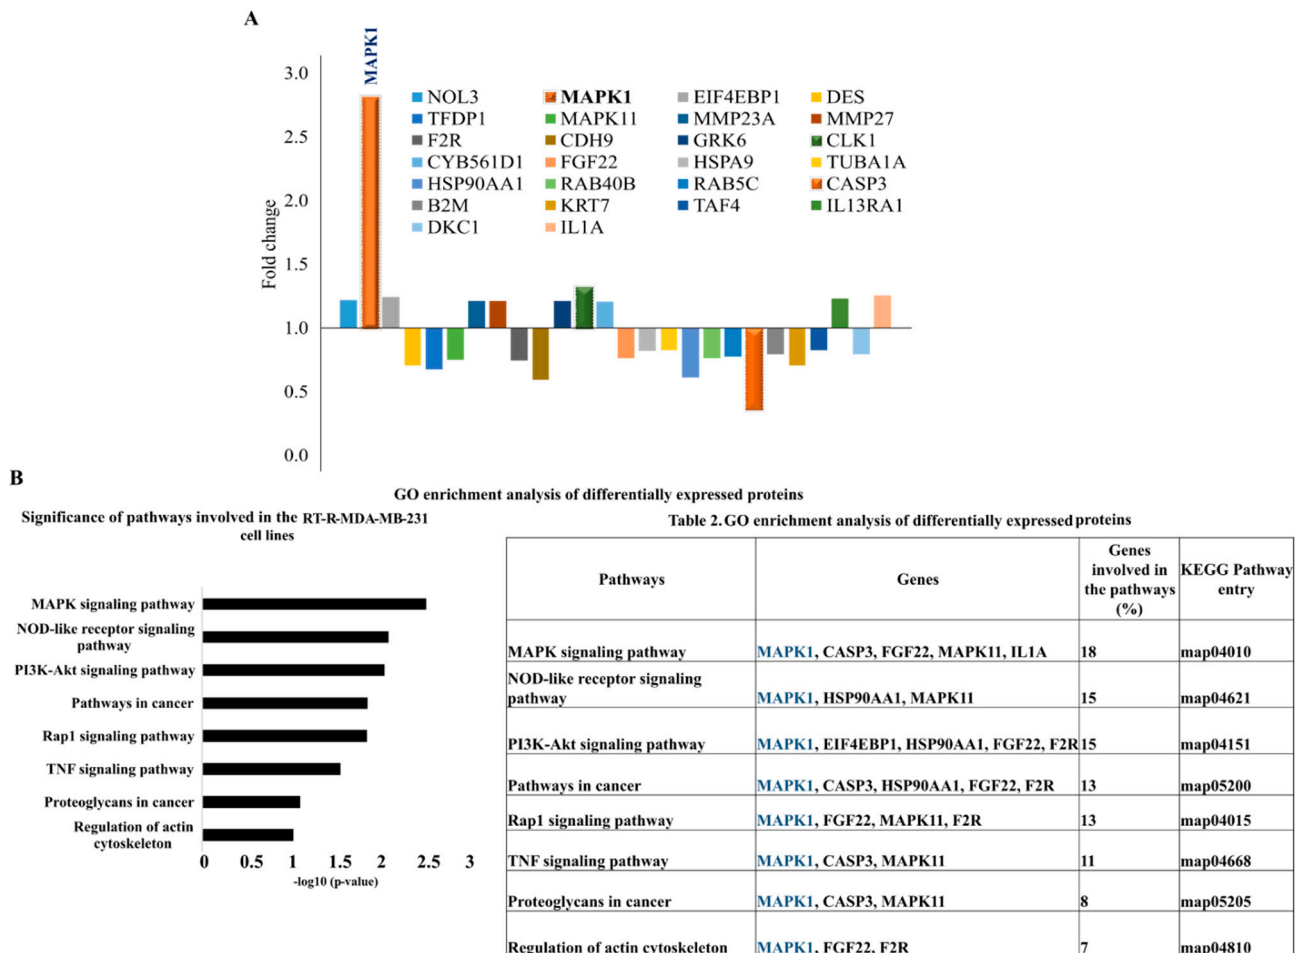 A
MAPK1
Fold change
3.0
2.5
2.0
1.5
1.0
0.5
0.0
NOL3 MAPK1 EIF4EBP1 DES
TFDP1 MAPK11 MMP23A MMP27
F2R CDH9 GRK6 CLK1
CYB561D1 FGF22 HSPA9 TUBA1A
HSP90AA1 RAB40B RAB5C CASP3
B2M KRT7 TAF4 IL13RA1
DKC1 IL1A
B
GO enrichment analysis of differentially expressed proteins
Significance of pathways involved in the RT-R-MDA-MB-231
cell lines
MAPK signaling pathway
NOD-like receptor signaling
pathway
PI3K-Akt signaling pathway
Pathways in cancer
Rap1 signaling pathway
TNF signaling pathway
Proteoglycans in cancer
Regulation of actin
cytoskeleton
0 0.5 1 1.5 2 2.5 3
-log10 (p-value)
Table 2. GO enrichment analysis of differentially expressed proteins
Pathways
Genes
Genes
involved in
the pathways
(%)
KEGG Pathway
entry
MAPK signaling pathway MAPK1, CASP3, FGF22, MAPK11, IL1A 18 map04010
NOD-like receptor signaling
pathway MAPK1, HSP90AA1, MAPK11 15 map04621
PI3K-Akt signaling pathway MAPK1, EIF4EBP1, HSP90AA1, FGF22, F2R 15 map04151
Pathways in cancer MAPK1, CASP3, HSP90AA1, FGF22, F2R 13 map05200
Rap1 signaling pathway MAPK1, FGF22, MAPK11, F2R 13 map04015
TNF signaling pathway MAPK1, CASP3, MAPK11 11 map04668
Proteoglycans in cancer MAPK1, CASP3, MAPK11 8 map05205
Regulation of actin cytoskeleton MAPK1, FGF22, F2R 7 map04810